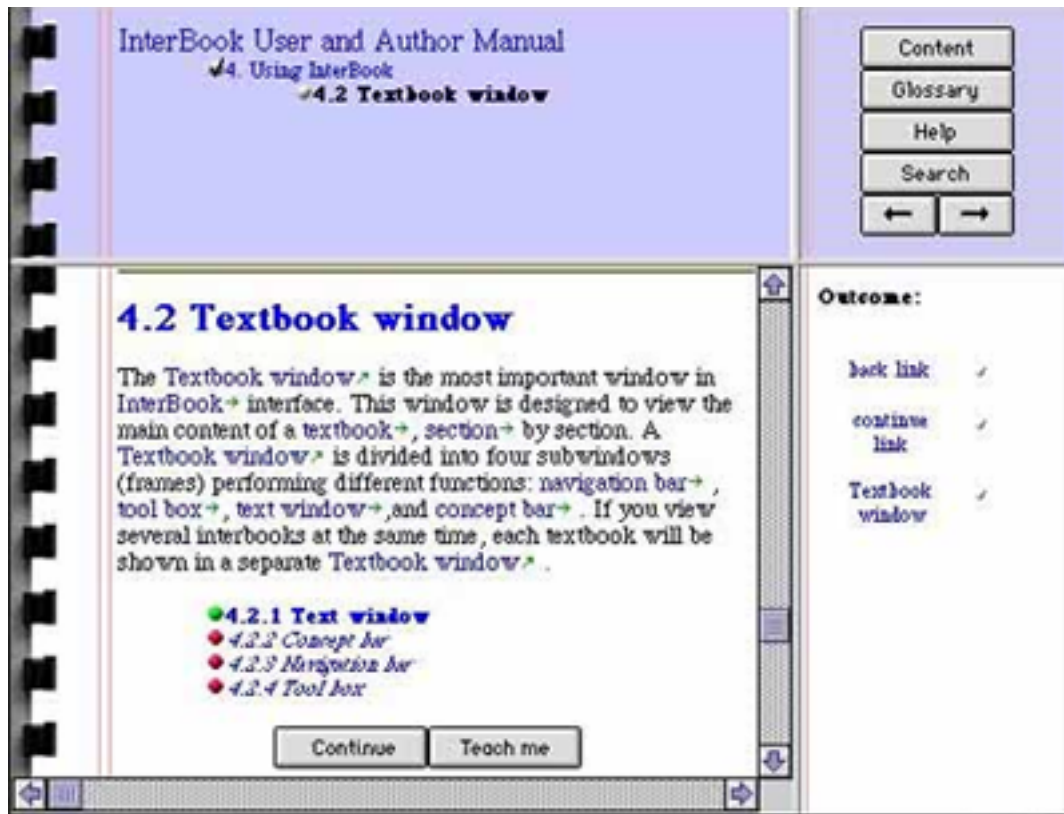 InterBook User and Author Manual
4. Using InterBook
4.2 Textbook window
Content
Glossary
Help
Search
4.2 Textbook window
The Textbook window is the most important window in
InterBook interface. This window is designed to view the
main content of a textbook, section by section. A
Textbook window is divided into four subwindows
(frames) performing different functions: navigation bar ,
tool box, text window,and concept bar . If you view
several interbooks at the same time, each textbook will be
shown in a separate Textbook window .
4.2.1 Text window
4.2.2 Concept bar
4.2.3 Navigation bar
4.2.4 Tool box
Continue
Teach me
Outcome:
back link
continue
link
Textbook
window